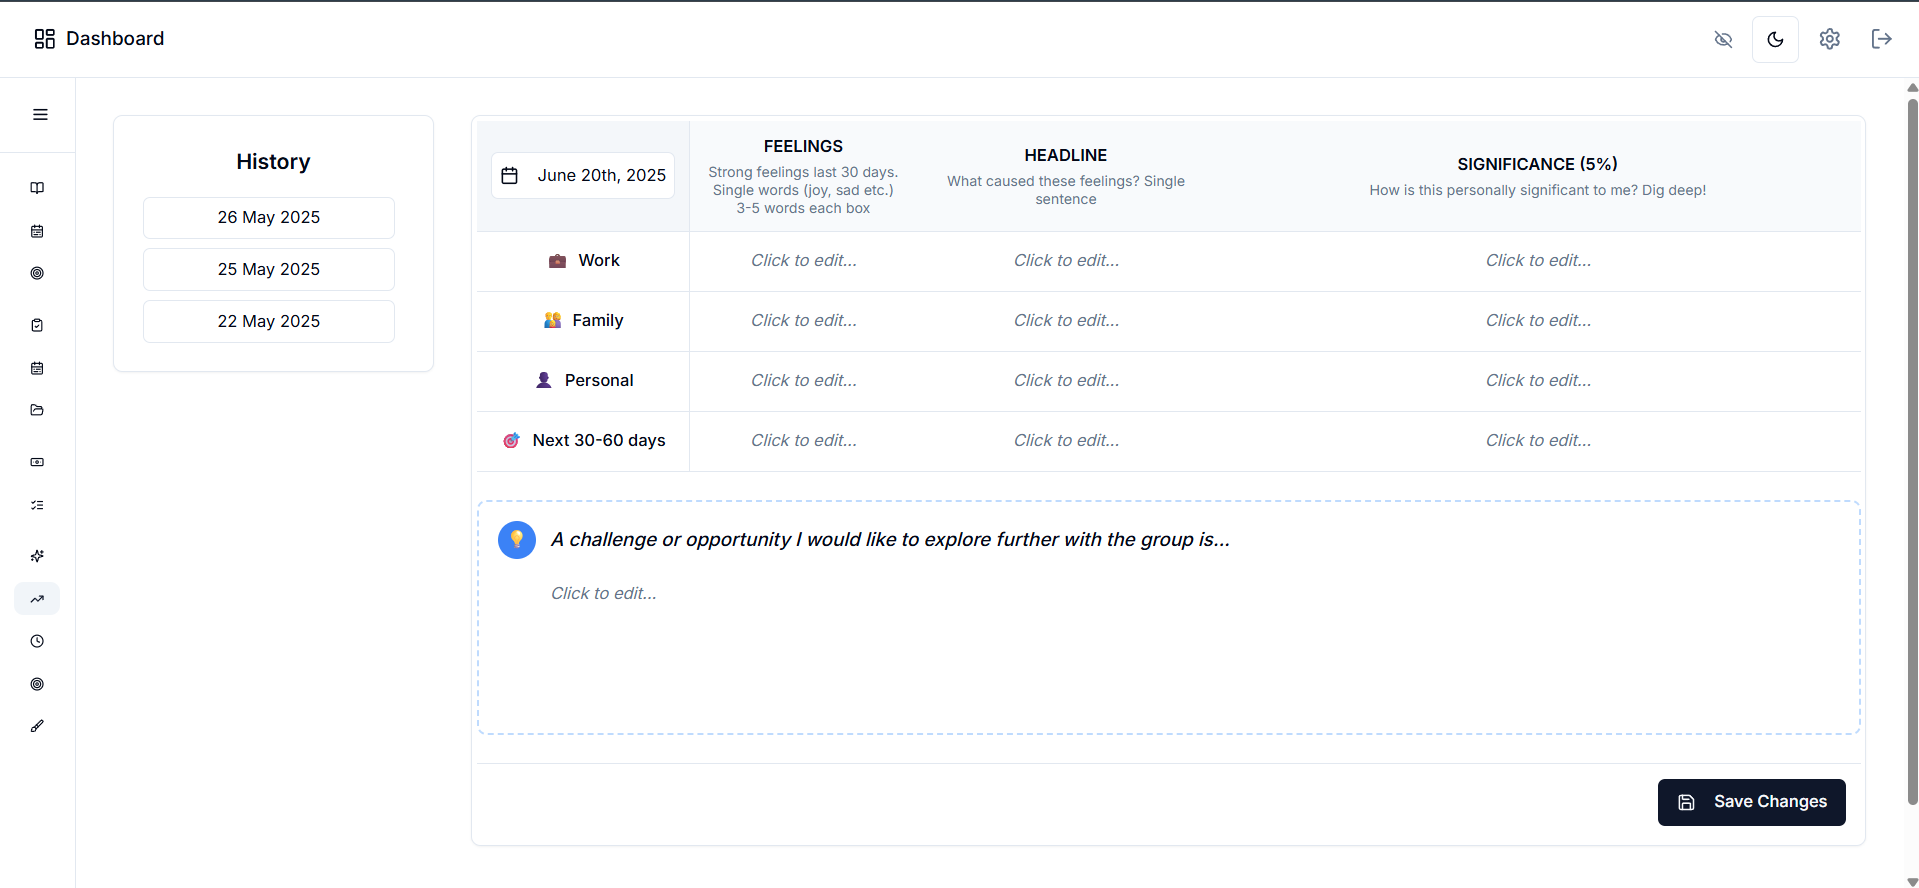 Dashboard
History
26 May 2025
25 May 2025
22 May 2025
June 20th, 2025
FEELINGS
Strong feelings last 30 days.
Single words (joy, sad etc.)
3-5 words each box
HEADLINE
What caused these feelings? Single
sentence
SIGNIFICANCE (5%)
How is this personally significant to me? Dig deep!
Work
Click to edit...
Click to edit...
Click to edit...
Family
Click to edit...
Click to edit...
Click to edit...
Personal
Click to edit...
Click to edit...
Click to edit...
Next 30-60 days
Click to edit...
Click to edit...
Click to edit...
A challenge or opportunity I would like to explore further with the group is...
Click to edit...
Save Changes